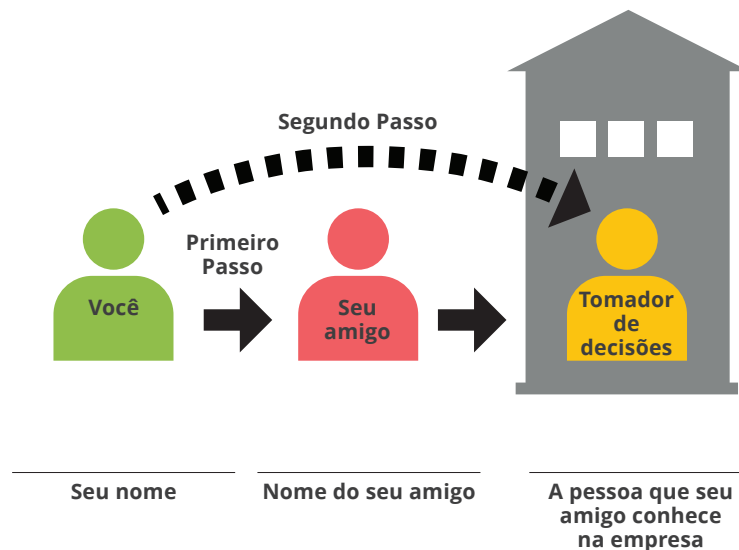 Segundo Passo
Primeiro
Passo
Você
Seu
amigo
Tomador
de
decisões
Seu nome
Nome do seu amigo
A pessoa que seu
amigo conhece
na empresa